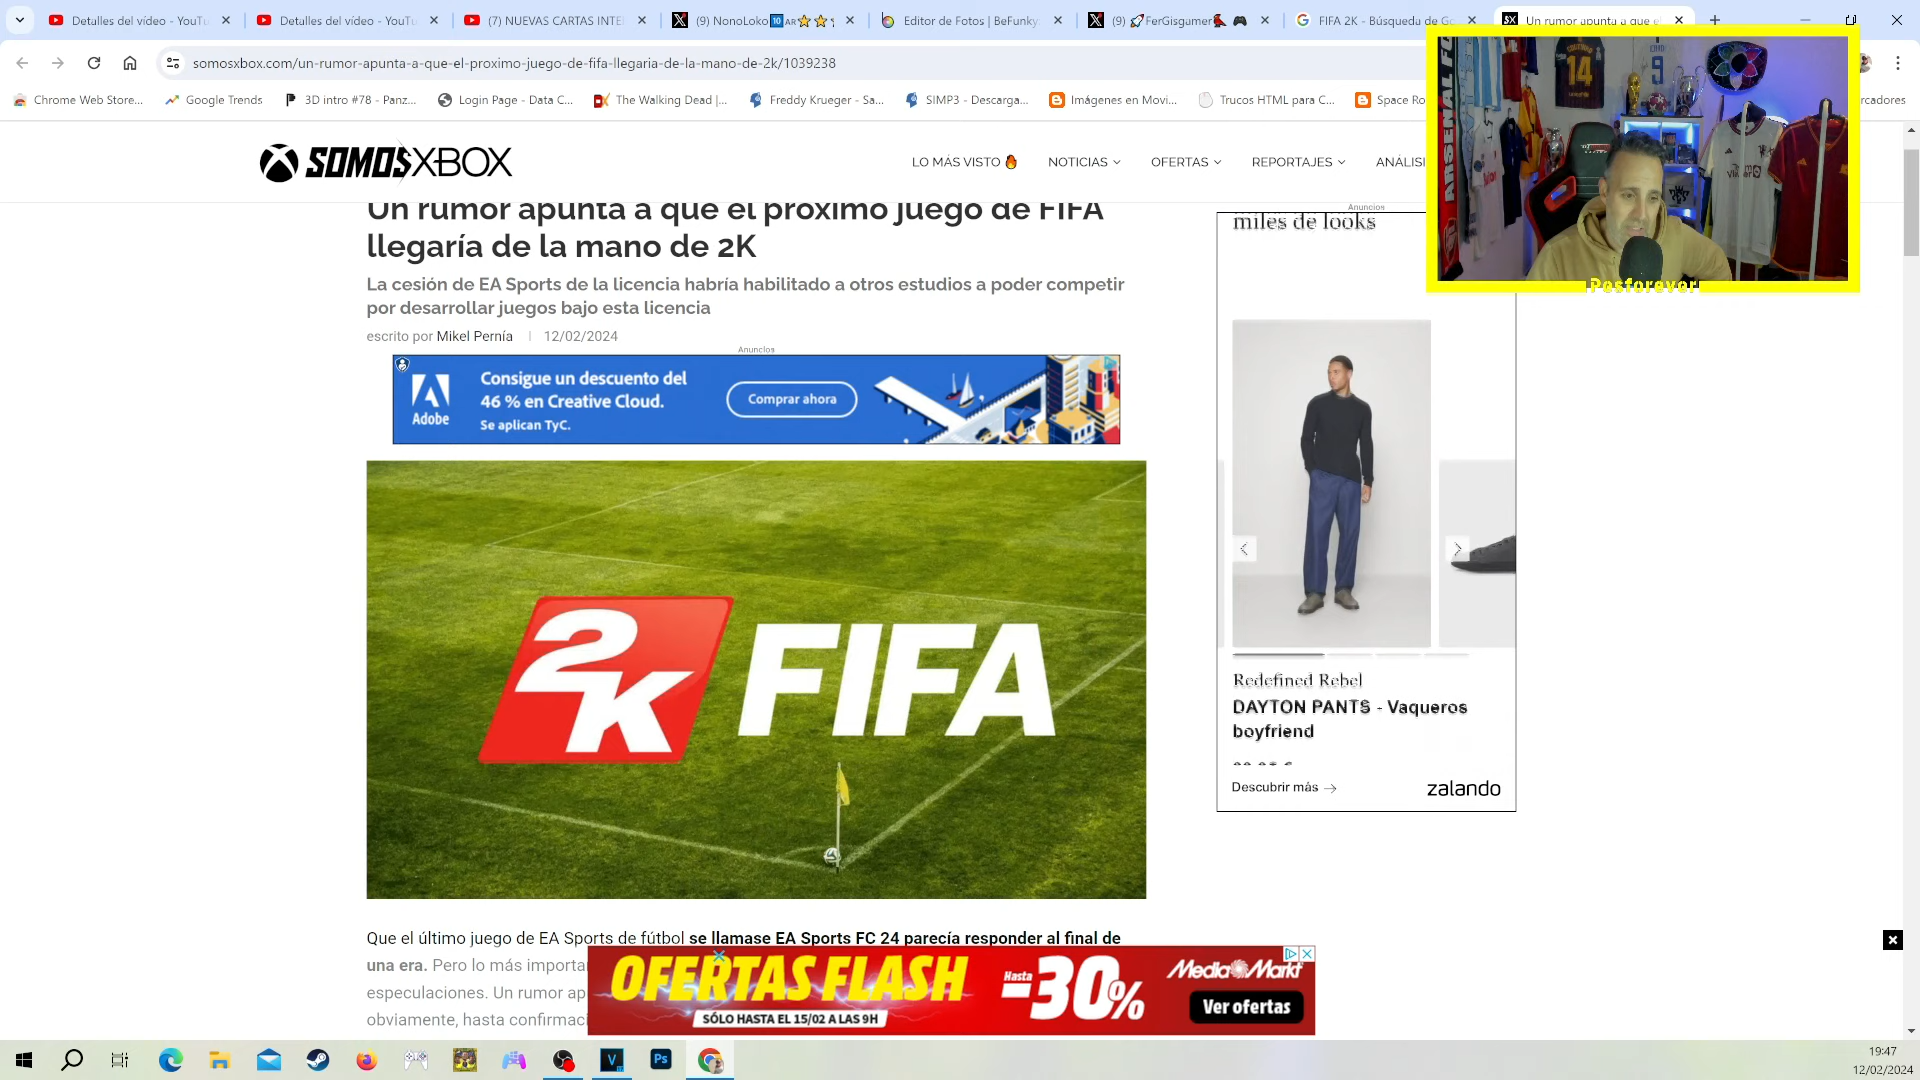 Detalles del vídeo - YouTu
Detalles del vídeo - YouTu
(7) NUEVAS CARTAS INTE
(9) NonoLoko🔟AR⭐⭐
Editor de Fotos | BeFunky:
(9) 🚀FerGisgamer
FIFA 2K - Búsqueda de Go
Un rumor apunta a que e
somosxbox.com/un-rumor-apunta-a-que-el-proximo-juego-de-fifa-llegaria-de-la-mano-de-2k/1039238
Chrome Web Store...
Google Trends
3D intro #78 - Panz...
Login Page - Data C...
The Walking Dead |...
Freddy Krueger - Sa...
SIMP3 - Descarga...
Imágenes en Movi...
Trucos HTML para C...
Space Ro
rcadores
SOMOSXBOX
LO MÁS VISTO 🔥
NOTICIAS
OFERTAS
REPORTAJES
ANÁLISI
Un rumor apunta a que el próximo juego de FIFA
llegaría de la mano de 2K
La cesión de EA Sports de la licencia habría habilitado a otros estudios a poder competir
por desarrollar juegos bajo esta licencia
escrito por Mikel Pernía | 12/02/2024
Anuncios
Adobe
Consigue un descuento del
46 % en Creative Cloud.
Se aplican TyC.
Comprar ahora
2K FIFA
Que el último juego de EA Sports de fútbol se llamase EA Sports FC 24 parecía responder al final de
una era. Pero lo más importa
especulaciones. Un rumor ap
obviamente, hasta confirmaci
OFERTAS FLASH
SÓLO HASTA EL 15/02 A LAS 9H
Hasta
-30%
MediaMarkt
Ver ofertas
Anuncios
miles de looks
Redefined Rebel
DAYTON PANTS - Vaqueros
boyfriend
Descubrir más →
zalando
ARSENAL FC
14
9
Pesforever
19:47
12/02/2024